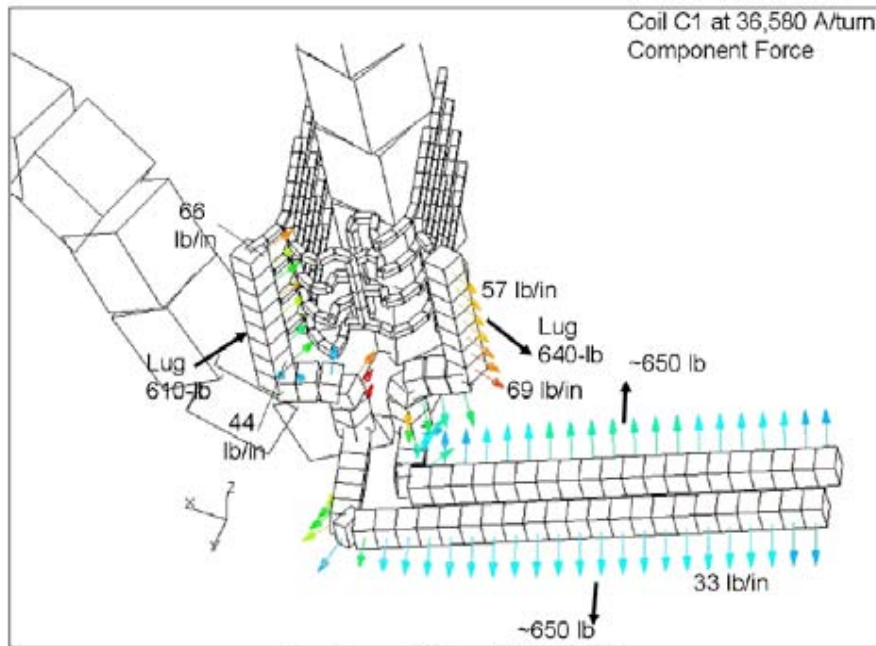 Coil C1 at 36,580 A/turn
Component Force
66
lb/in
57 lb/in
Lug
640-lb
Lug
610-lb
~650 lb
69 lb/in
44
lb/in
x
z
y
33 lb/in
~650 lb